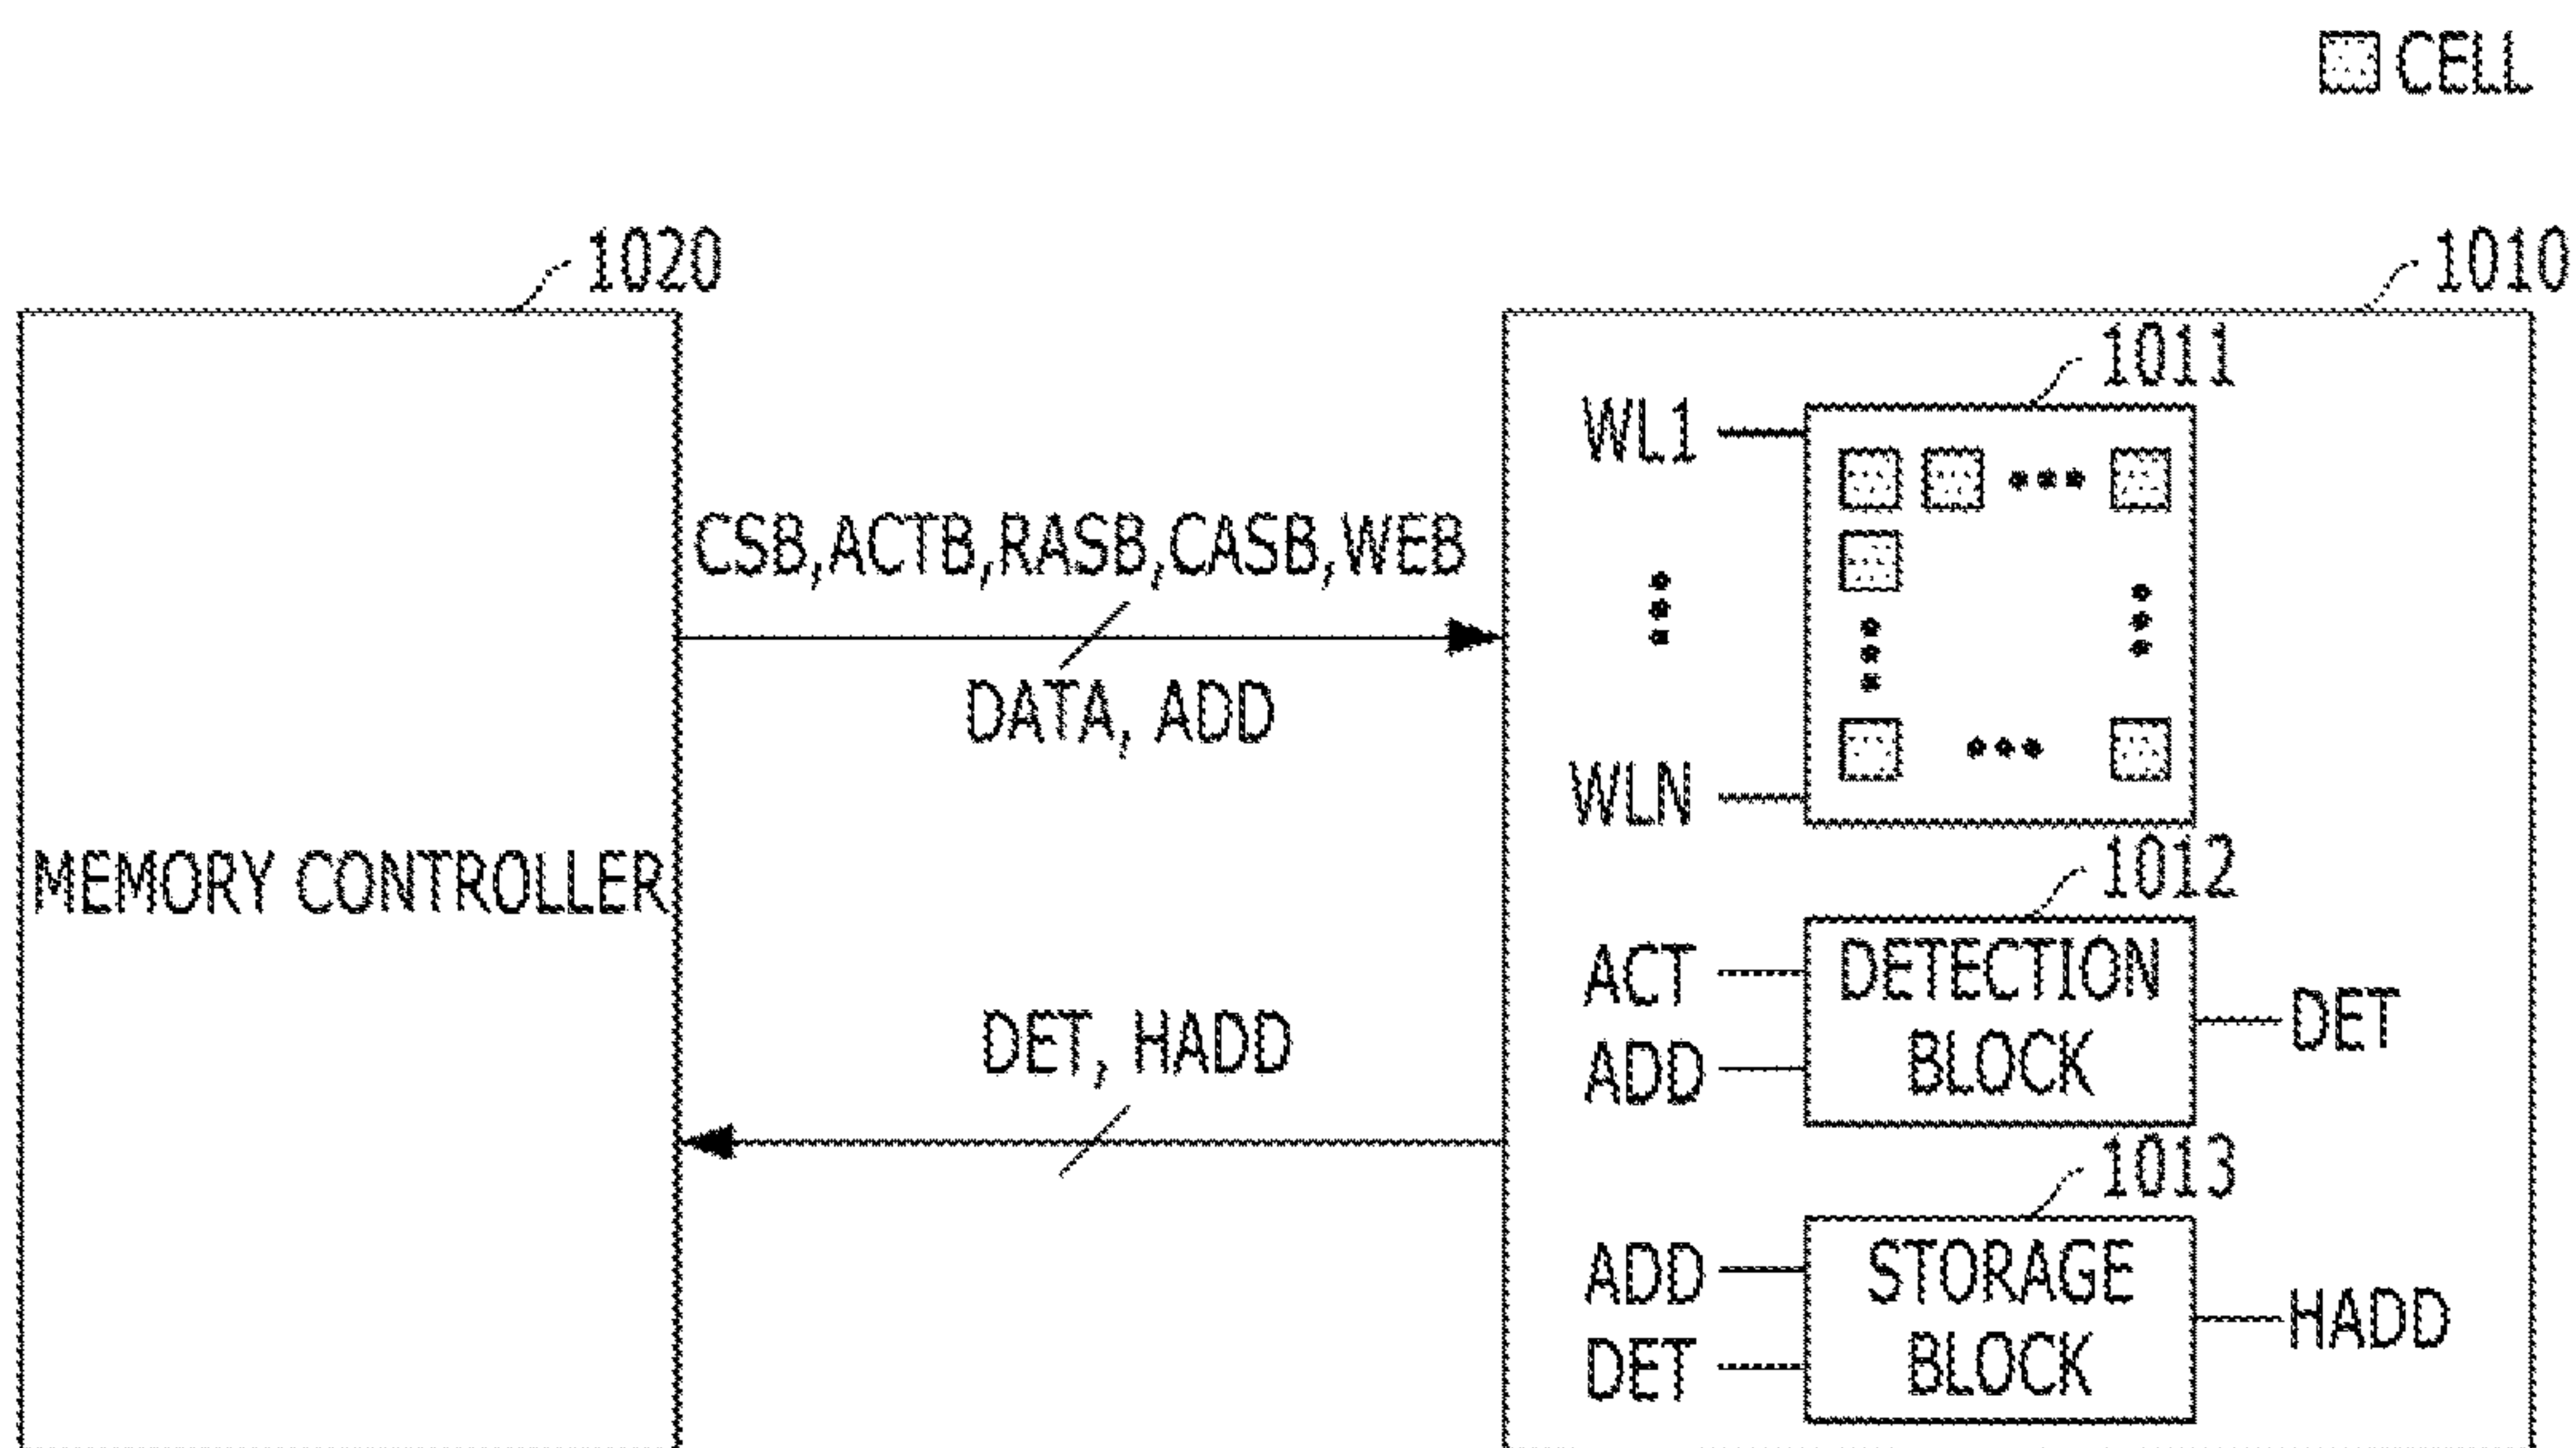 CELL
1020
1010
1011
WL1
CSB,ACTB,RASB,CASB,WEB
DATA, ADD
WLN
MEMORY CONTROLLER
1012
ACT
DETECTION
BLOCK
ADD
DET
DET, HADD
1013
ADD
STORAGE
BLOCK
DET
HADD